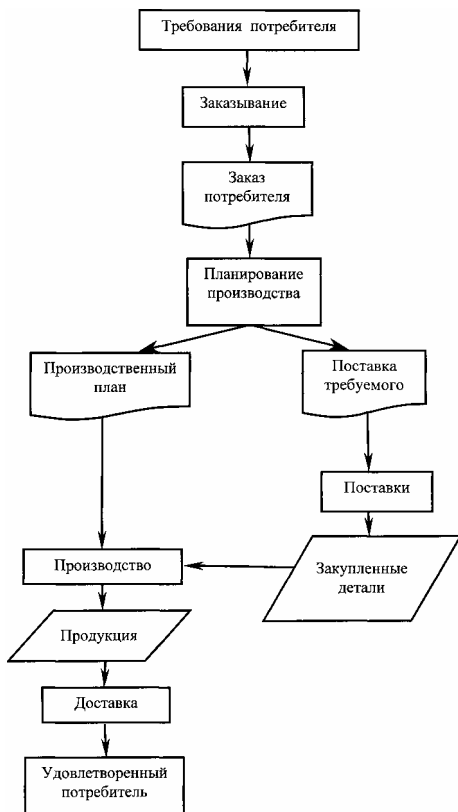 Требования потребителя
Заказывание
Заказ
потребителя
Планирование
производства
Производственный
план
Поставка
требуемого
Поставки
Производство
Закупленные
детали
Продукция
Доставка
Удовлетворенный
потребитель